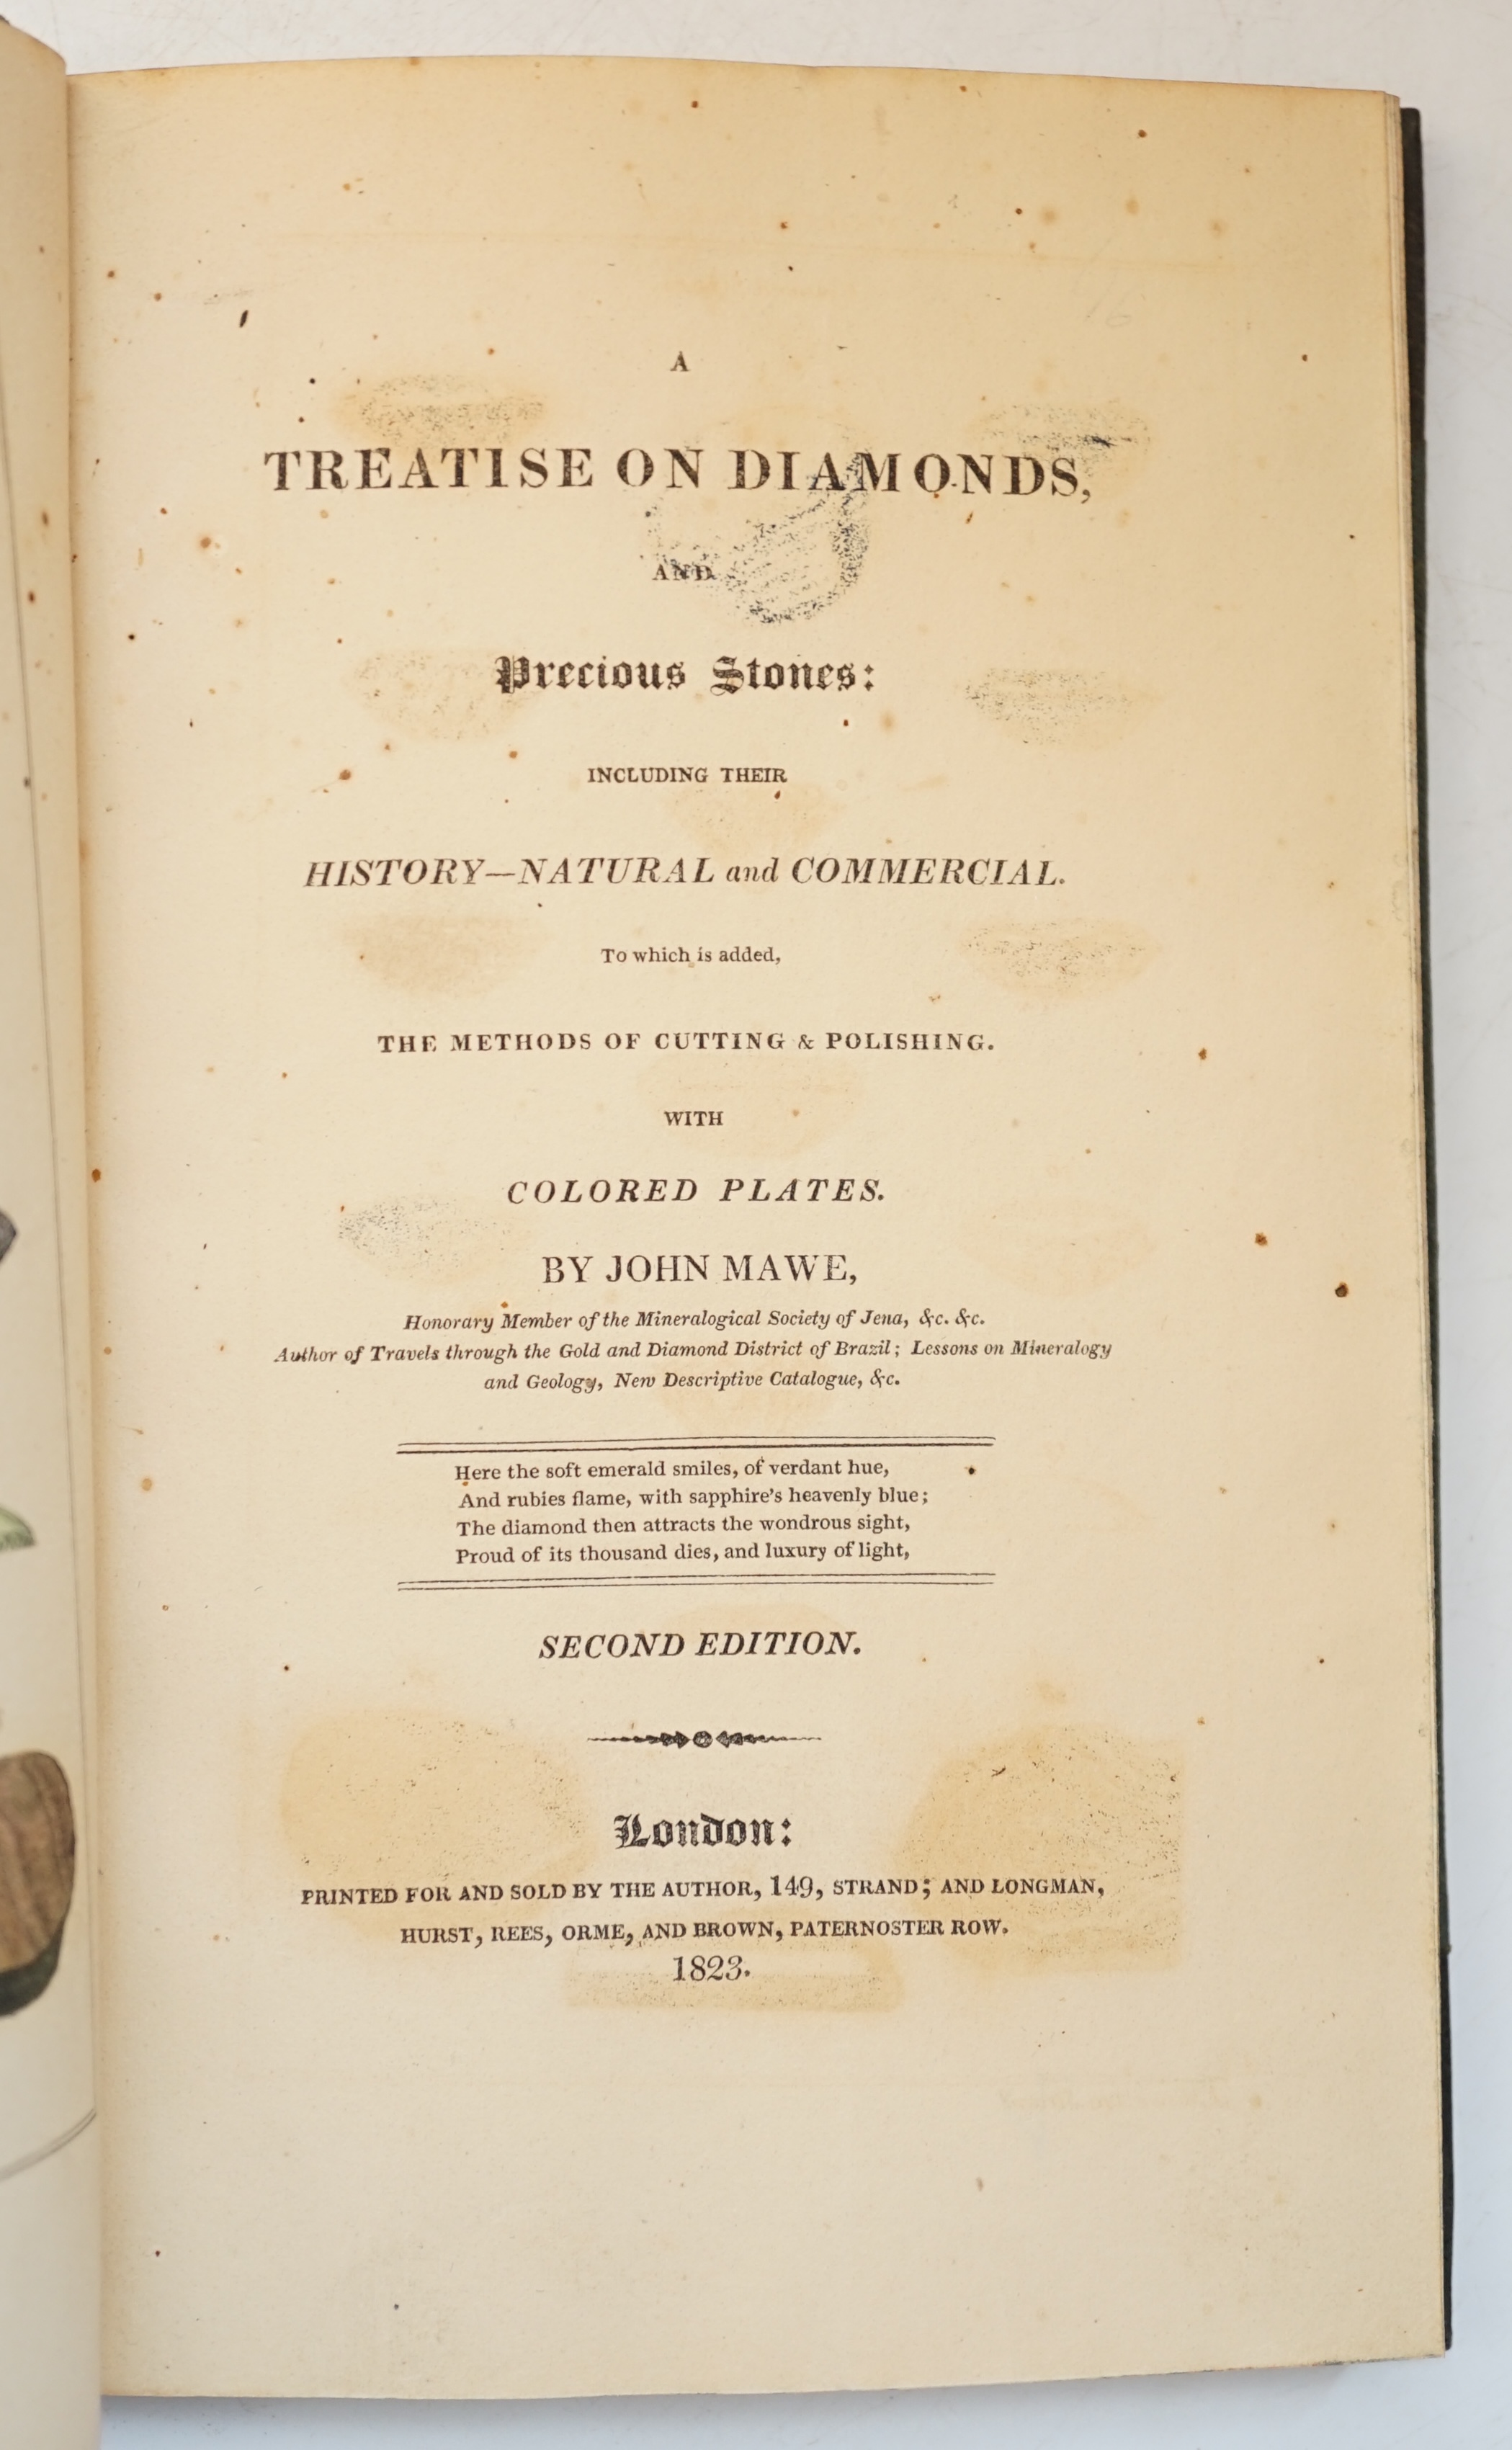 A
TREATISE ON DIAMONDS,
AND
Precious Stones:
INCLUDING THEIR
HISTORY—NATURAL and COMMERCIAL.
To which is added,
THE METHODS OF CUTTING & POLISHING.
WITH
COLORED PLATES.
BY JOHN MAWE,
Honorary Member of the Mineralogical Society of Jena, &c. &c.
Author of Travels through the Gold and Diamond District of Brazil; Lessons on Mineralogy
and Geology, New Descriptive Catalogue, &c.
Here the soft emerald smiles, of verdant hue,
And rubies flame, with sapphire's heavenly blue;
The diamond then attracts the wondrous sight,
Proud of its thousand dies, and luxury of light,
SECOND EDITION.
London:
PRINTED FOR AND SOLD BY THE AUTHOR, 149, STRAND; AND LONGMAN,
HURST, REES, ORME, AND BROWN, PATERNOSTER ROW.
1823.